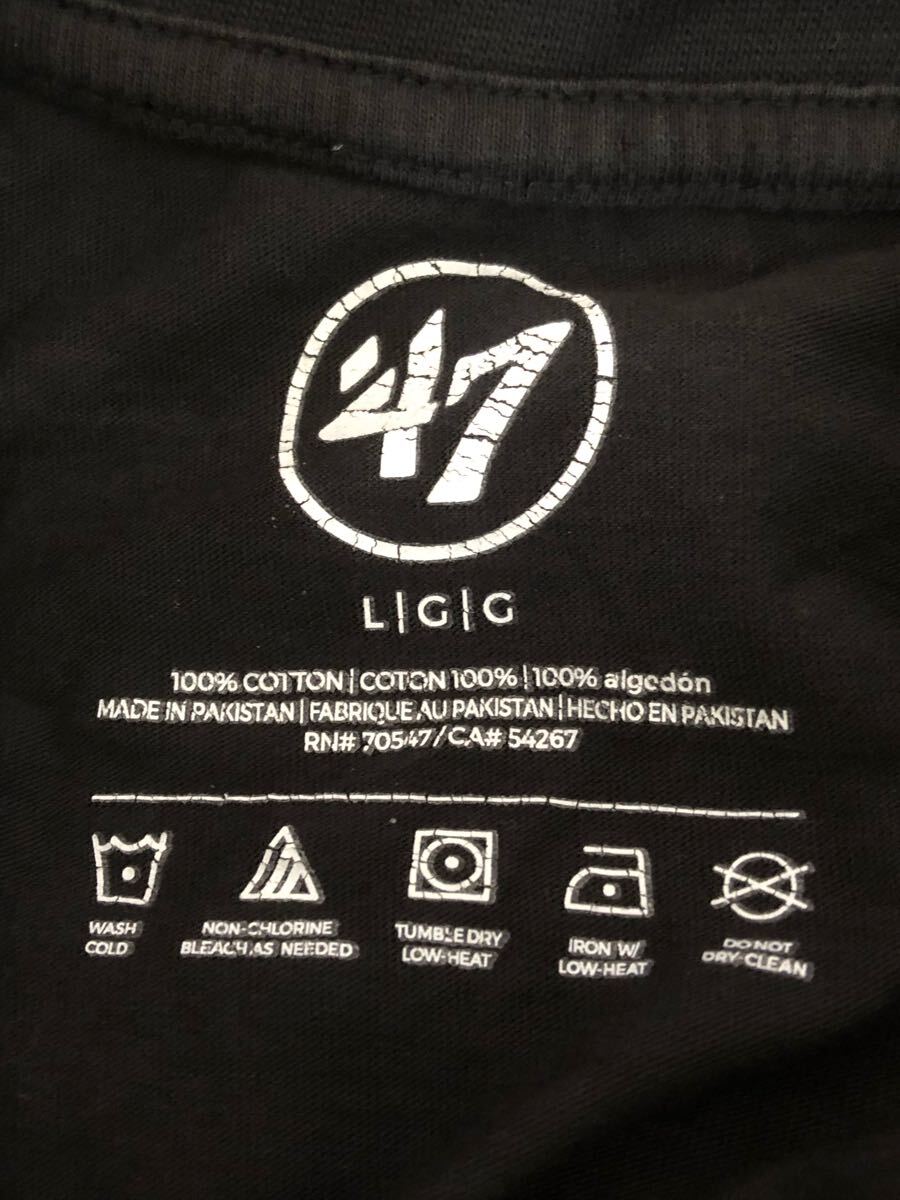 '47
L|G|G
100% COTTON | COTON 100% | 100% algodón
MADE IN PAKISTAN | FABRIQUE AU PAKISTAN | HECHO EN PAKISTAN
RN# 70547/CA# 54267
WASH
COLD
NON-CHLORINE
BLEACH AS NEEDED
TUMBLE DRY
LOW-HEAT
IRON W/
LOW-HEAT
DO NOT
DRY-CLEAN